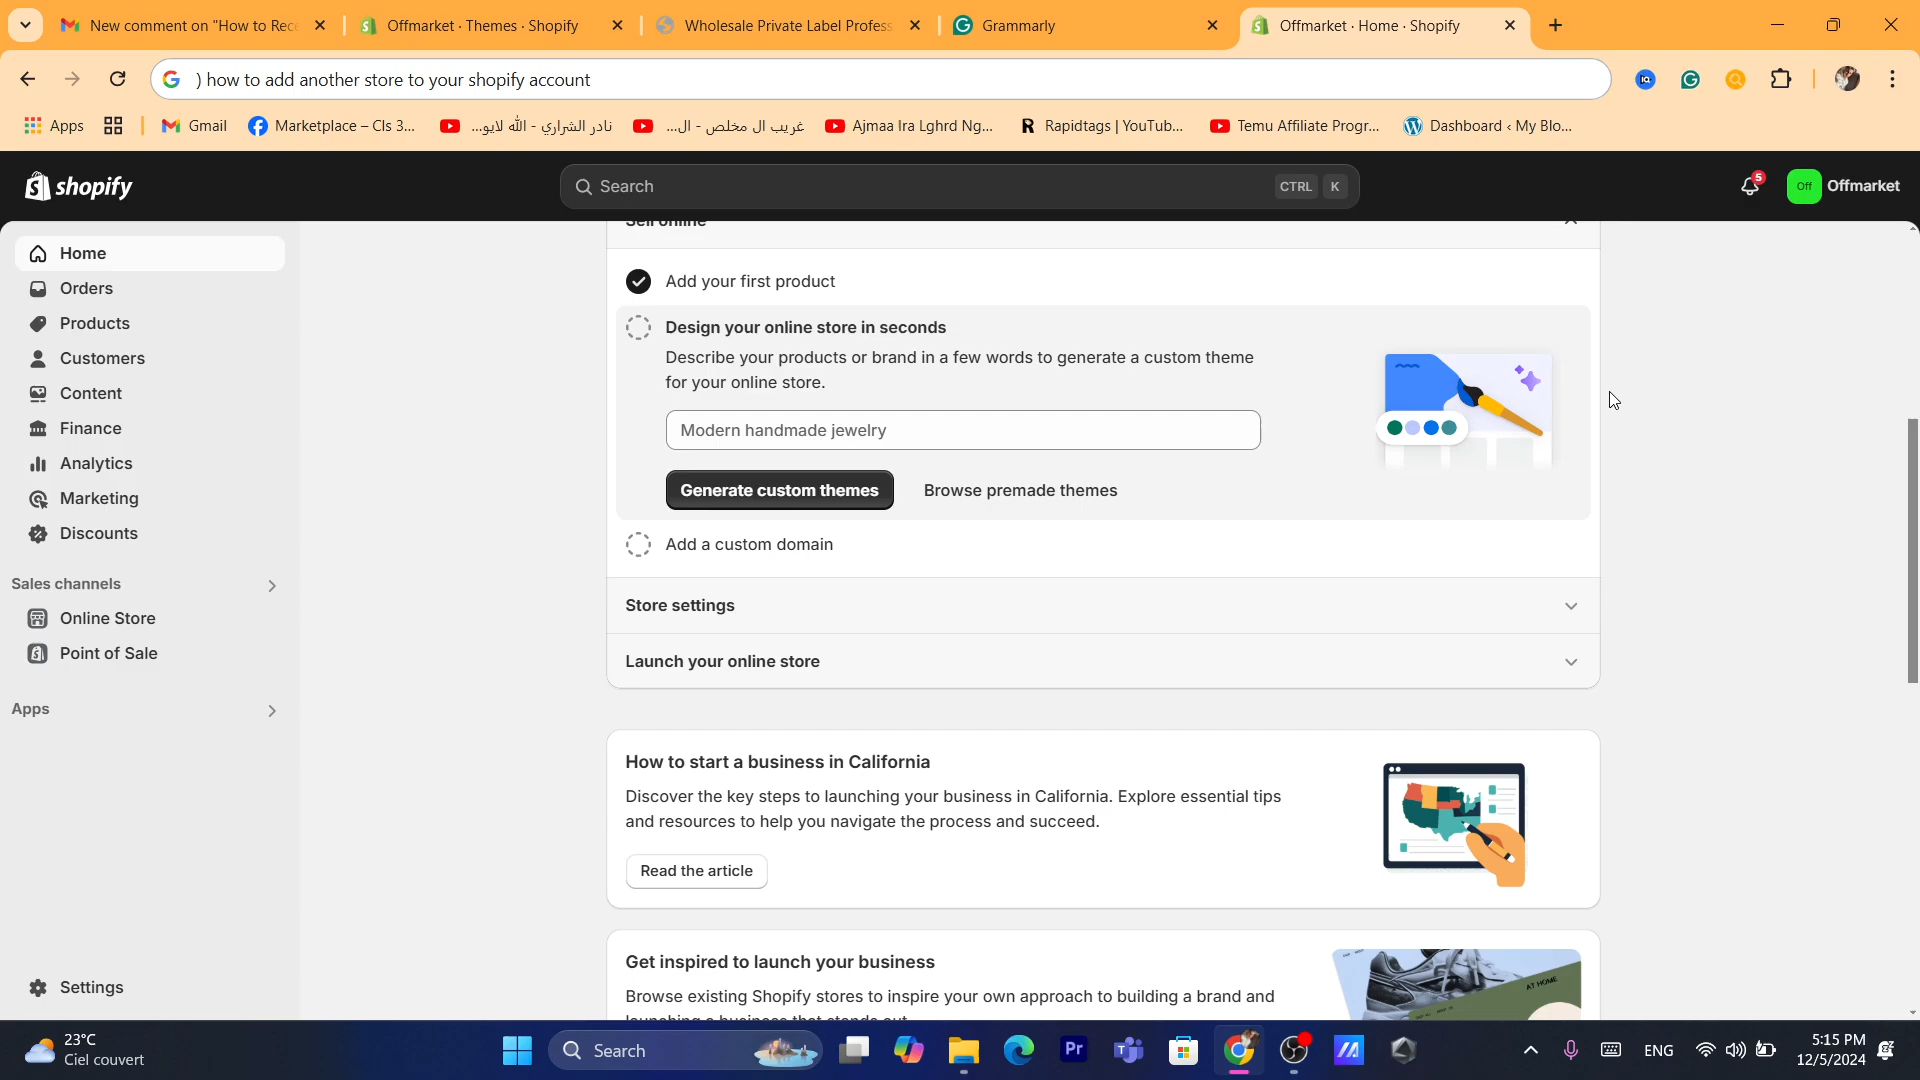 New comment on "How to Rece
Offmarket · Themes · Shopify
Wholesale Private Label Profess
Grammarly
Offmarket · Home · Shopify
) how to add another store to your shopify account
Apps
Gmail
Marketplace – Cls 3...
نادر الشراري - الله لايو...
غريب ال مخلص - ال...
Ajmaa Ira Lghrd Ng...
Rapidtags | YouTub...
Temu Affiliate Progr...
Dashboard ‹ My Blo...
shopify
Search
CTRL K
5
Off
Offmarket
Home
Orders
Products
Customers
Content
Finance
Analytics
Marketing
Discounts
Sales channels
Online Store
Point of Sale
Apps
Settings
Sell online
Add your first product
Design your online store in seconds
Describe your products or brand in a few words to generate a custom theme
for your online store.
Modern handmade jewelry
Generate custom themes
Browse premade themes
Add a custom domain
Store settings
Launch your online store
How to start a business in California
Discover the key steps to launching your business in California. Explore essential tips
and resources to help you navigate the process and succeed.
Read the article
Get inspired to launch your business
Browse existing Shopify stores to inspire your own approach to building a brand and
launching a business that stands out
AT HOME
23°C
Ciel couvert
Search
Pr
ENG
5:15 PM
12/5/2024